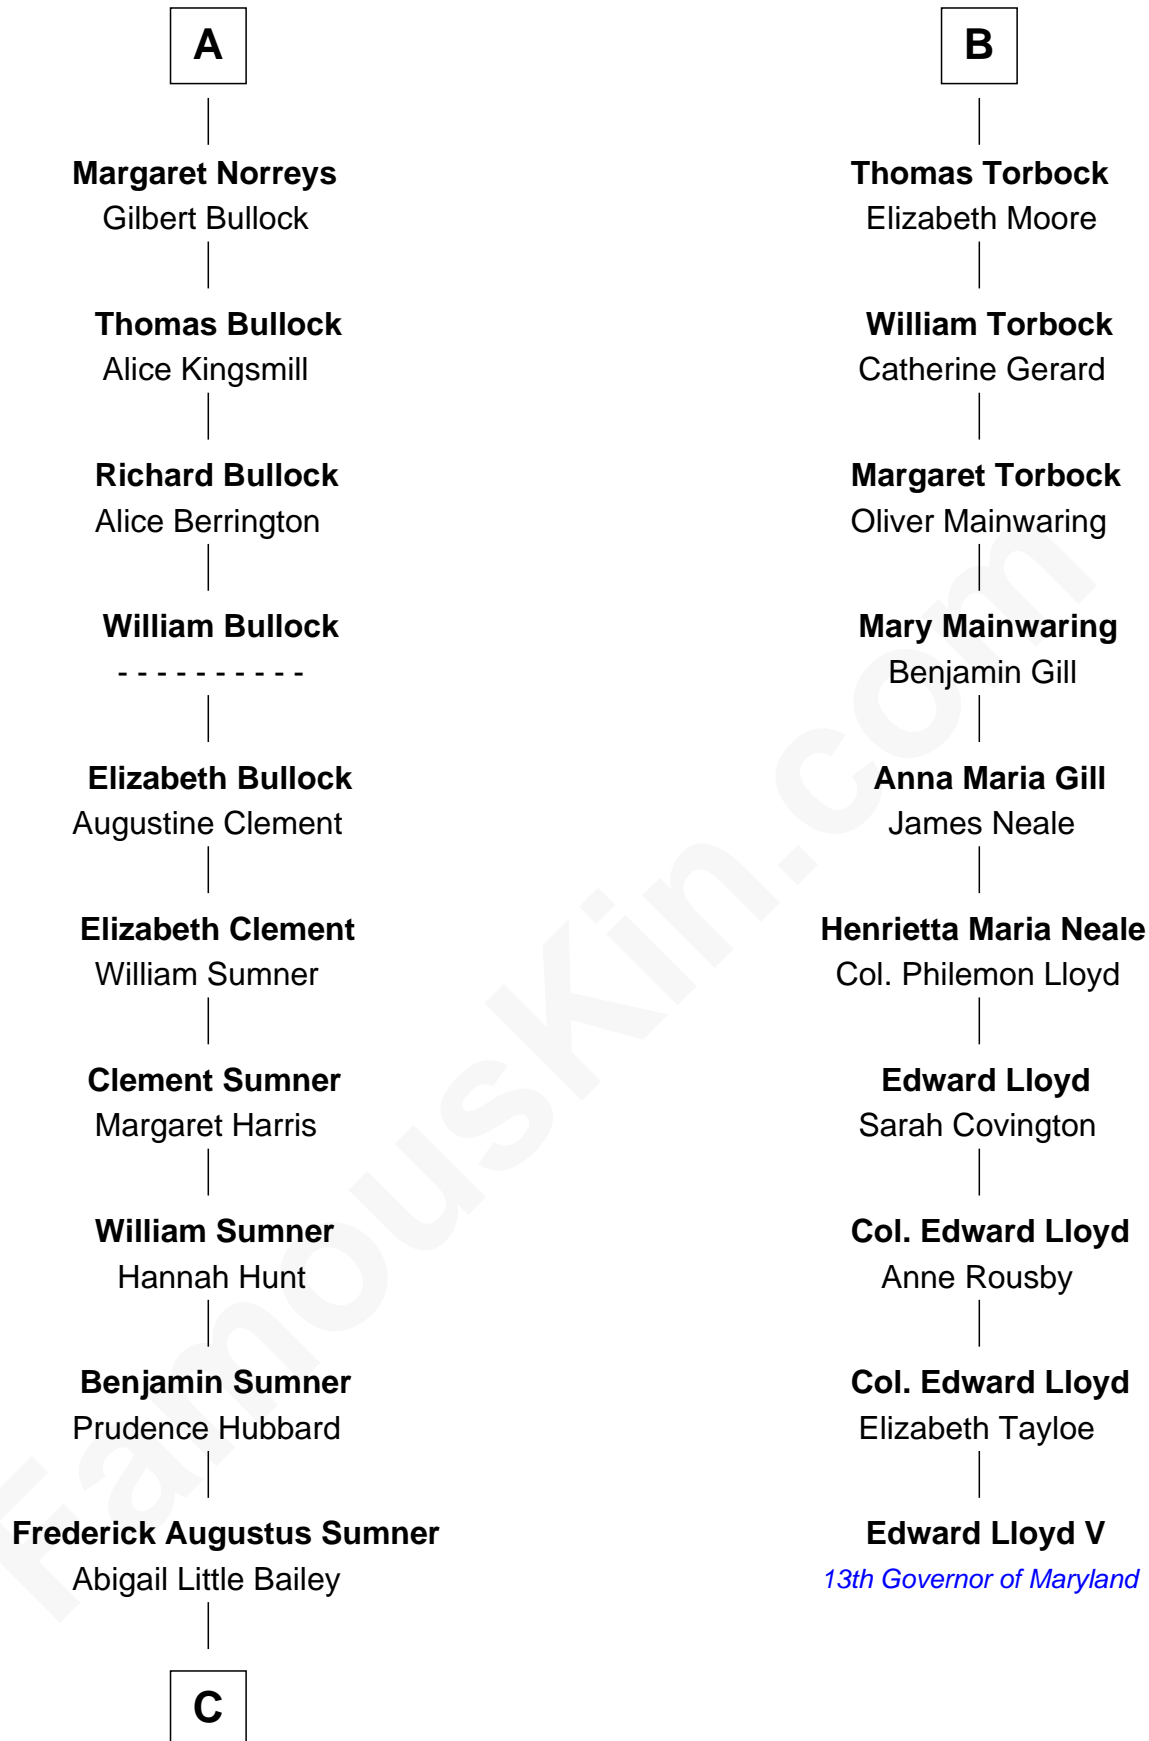 A
Margaret Norreys
Gilbert Bullock
Thomas Bullock
Alice Kingsmill
Richard Bullock
Alice Berrington
William Bullock
- - - - - - - - - -
Elizabeth Bullock
Augustine Clement
Elizabeth Clement
William Sumner
Clement Sumner
Margaret Harris
William Sumner
Hannah Hunt
Benjamin Sumner
Prudence Hubbard
Frederick Augustus Sumner
Abigail Little Bailey
C
B
Thomas Torbock
Elizabeth Moore
William Torbock
Catherine Gerard
Margaret Torbock
Oliver Mainwaring
Mary Mainwaring
Benjamin Gill
Anna Maria Gill
James Neale
Henrietta Maria Neale
Col. Philemon Lloyd
Edward Lloyd
Sarah Covington
Col. Edward Lloyd
Anne Rousby
Col. Edward Lloyd
Elizabeth Tayloe
Edward Lloyd V
13th Governor of Maryland
FamousKin.com